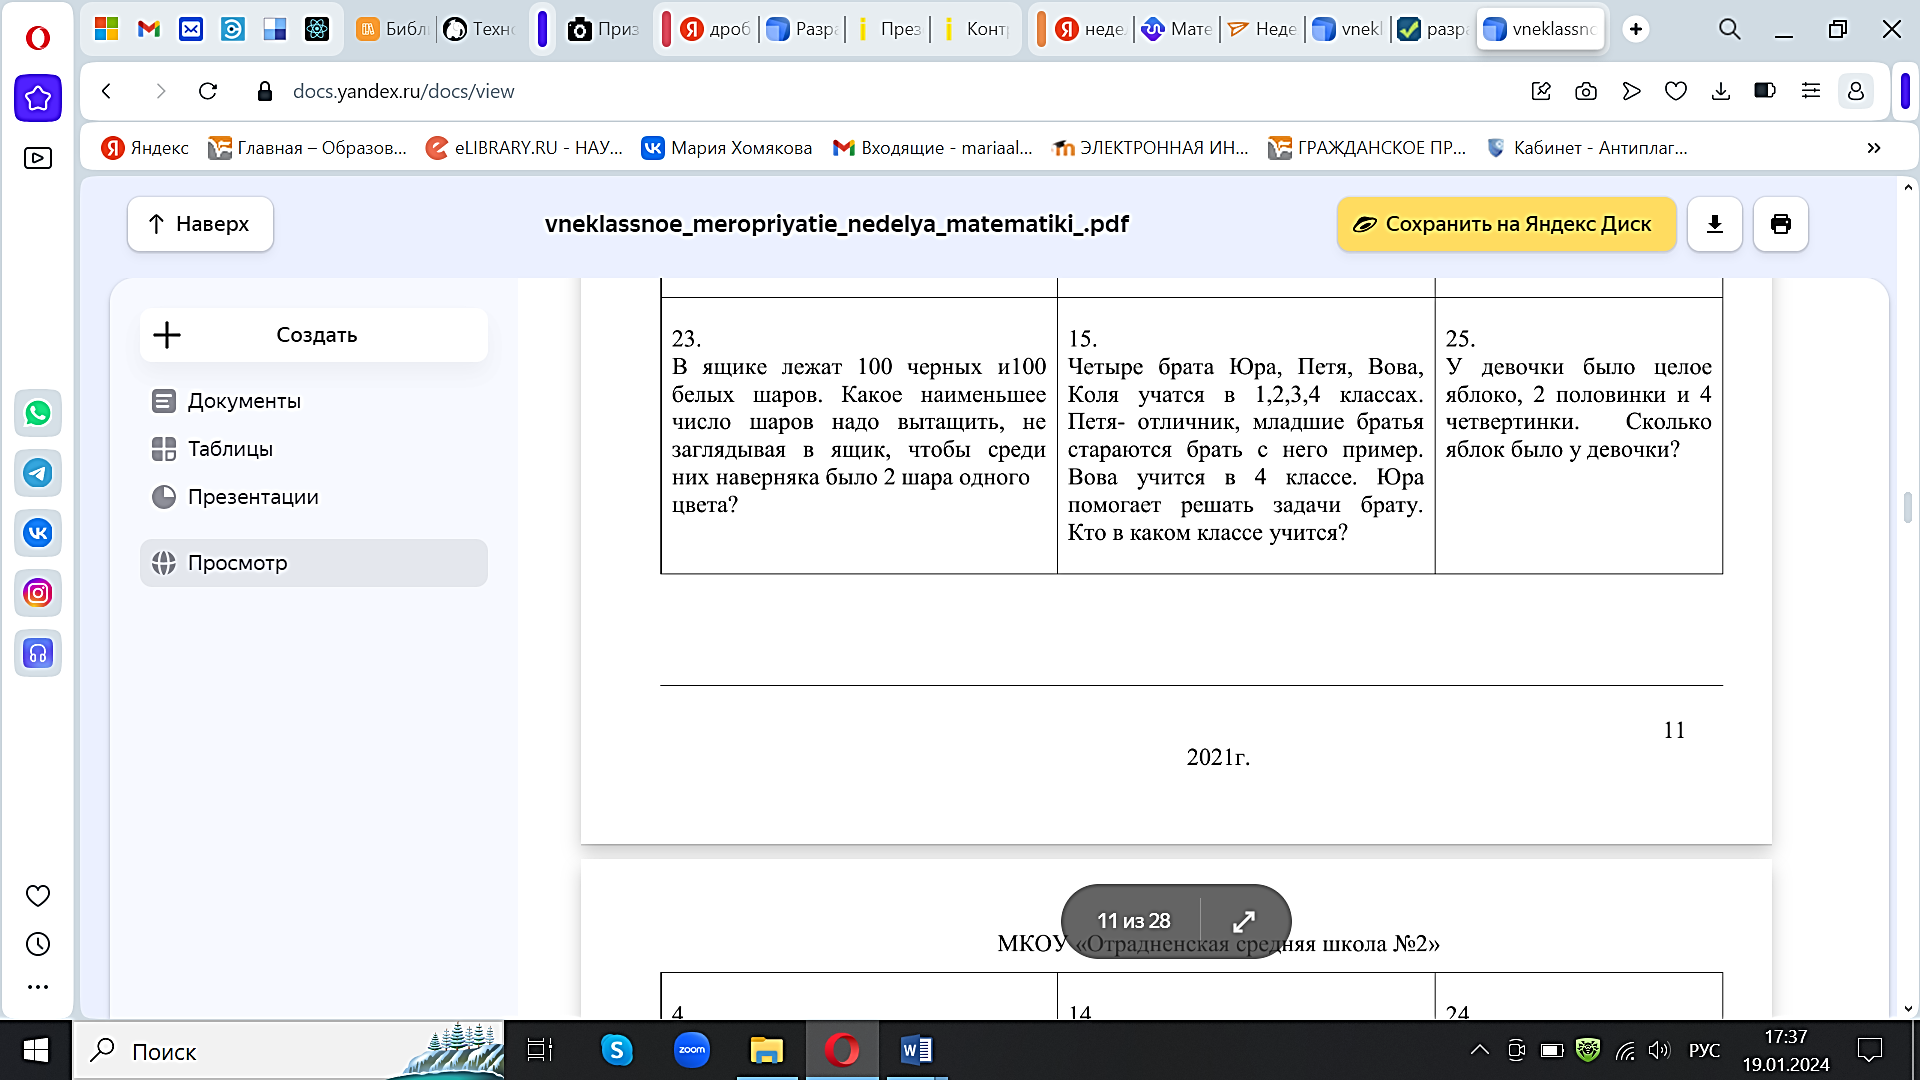 Библ
Техно
Приз
дроб
Разра
През
Конт
неде
Мате
Неде
vnekl
разра
vneklassno
docs.yandex.ru/docs/view
Яндекс
Главная – Образов...
eLIBRARY.RU - НАУ...
Мария Хомякова
Входящие - mariaal...
ЭЛЕКТРОННАЯ ИН...
ГРАЖДАНСКОЕ ПР...
Кабинет - Антиплаг...
Наверх
vneklassnoe_meropriyatie_nedelya_matematiki_.pdf
Сохранить на Яндекс Диск
Создать
Документы
Таблицы
Презентации
Просмотр
23.
В ящике лежат 100 черных и100
белых шаров. Какое наименьшее
число шаров надо вытащить, не
заглядывая в ящик, чтобы среди
них наверняка было 2 шара одного
цвета?
15.
Четыре брата Юра, Петя, Вова,
Коля учатся в 1,2,3,4 классах.
Петя- отличник, младшие братья
стараются брать с него пример.
Вова учится в 4 классе. Юра
помогает решать задачи брату.
Кто в каком классе учится?
25.
У девочки было целое
яблоко, 2 половинки и 4
четвертинки. Сколько
яблок было у девочки?
11
2021г.
11 из 28
МКОУ «Отрадненская средняя школа №2»
4
14
24
Поиск
zoom
РУС
17:37
19.01.2024